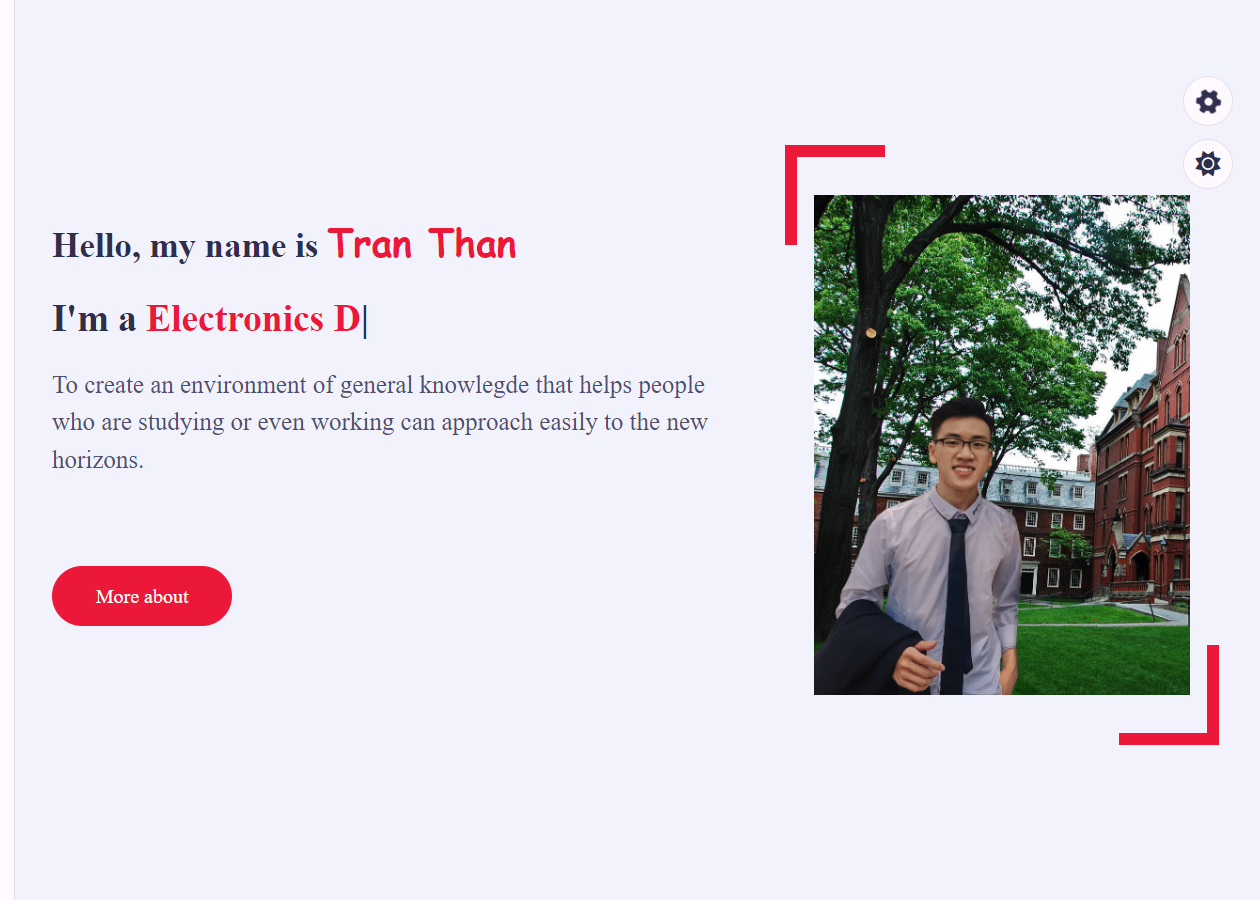 Hello, my name is Tran Than
I'm a Electronics D|
To create an environment of general knowlegde that helps people
who are studying or even working can approach easily to the new
horizons.
More about